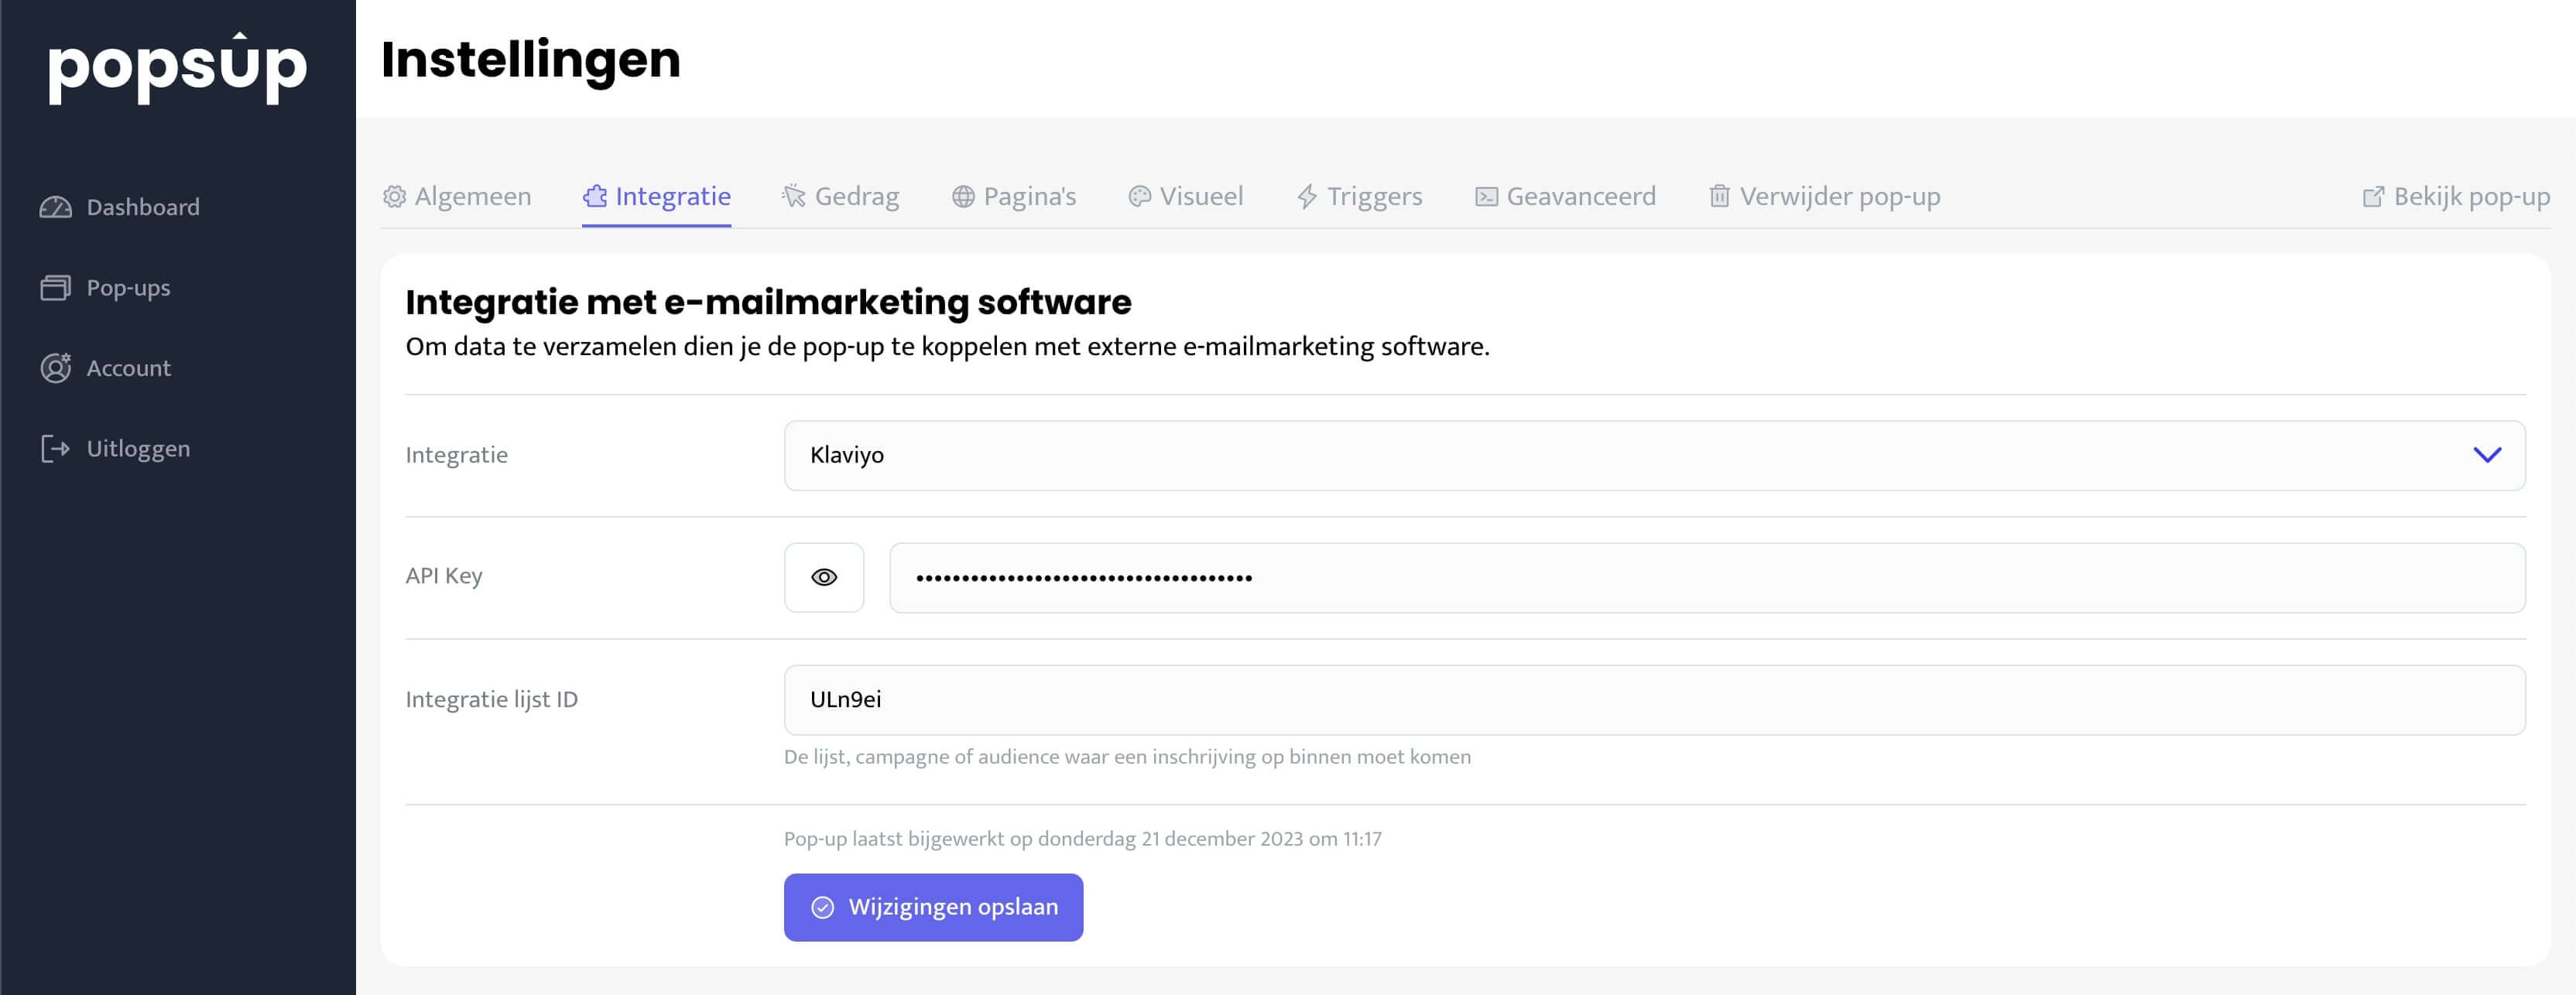 popsup
Instellingen
Dashboard
Pop-ups
Account
Uitloggen
Algemeen Integratie Gedrag Pagina's Visueel Triggers Geavanceerd Verwijder pop-up Bekijk pop-up
Integratie met e-mailmarketing software
Om data te verzamelen dien je de pop-up te koppelen met externe e-mailmarketing software.
Integratie Klaviyo
API Key •••••••••••••••••••••••••••••••••••••
Integratie lijst ID ULn9ei
De lijst, campagne of audience waar een inschrijving op binnen moet komen
Pop-up laatst bijgewerkt op donderdag 21 december 2023 om 11:17
Wijzigingen opslaan